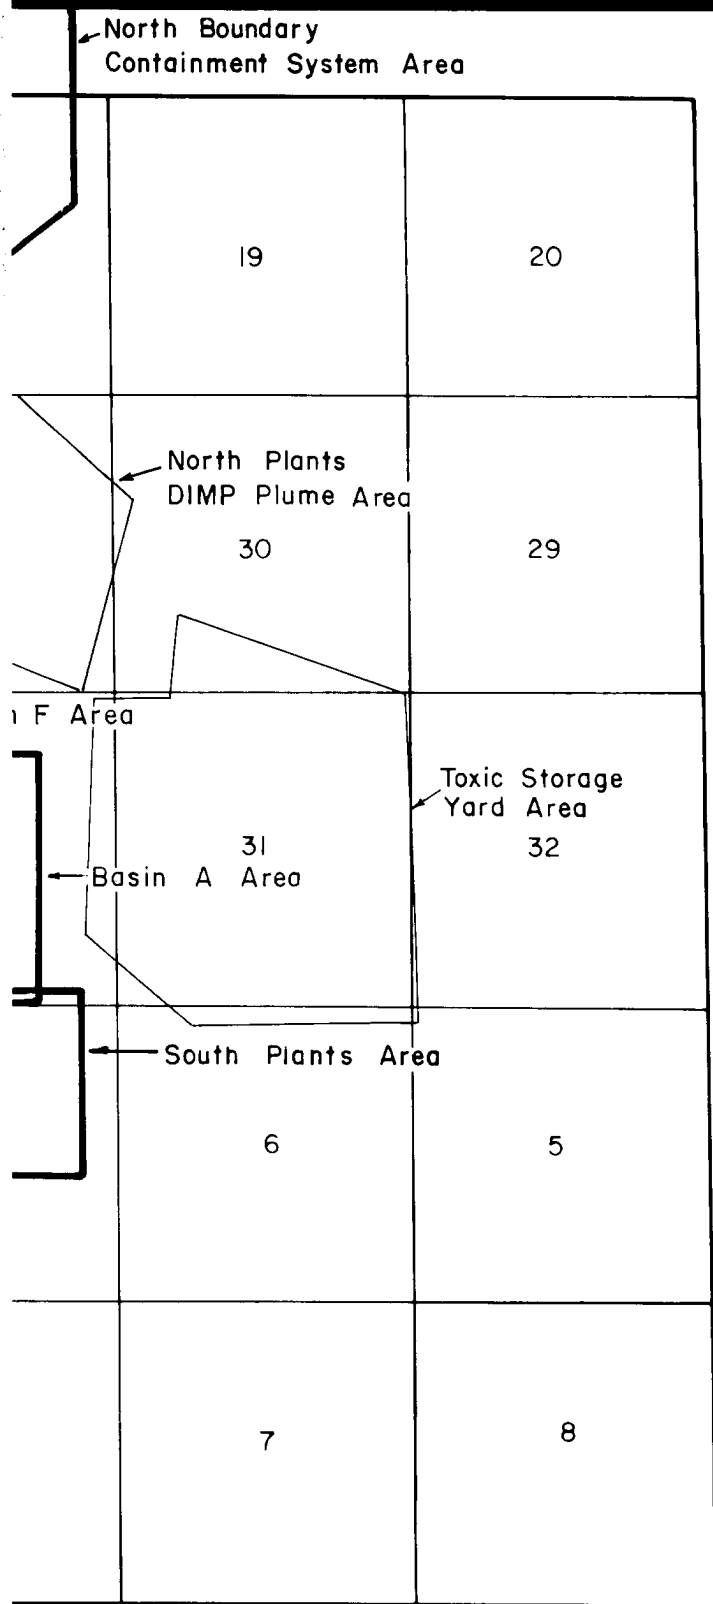 North Boundary
Containment System Area
19
20
North Plants
DIMP Plume Area
30
29
F Area
Toxic Storage
Yard Area
31
32
Basin A Area
South Plants Area
6
5
7
8